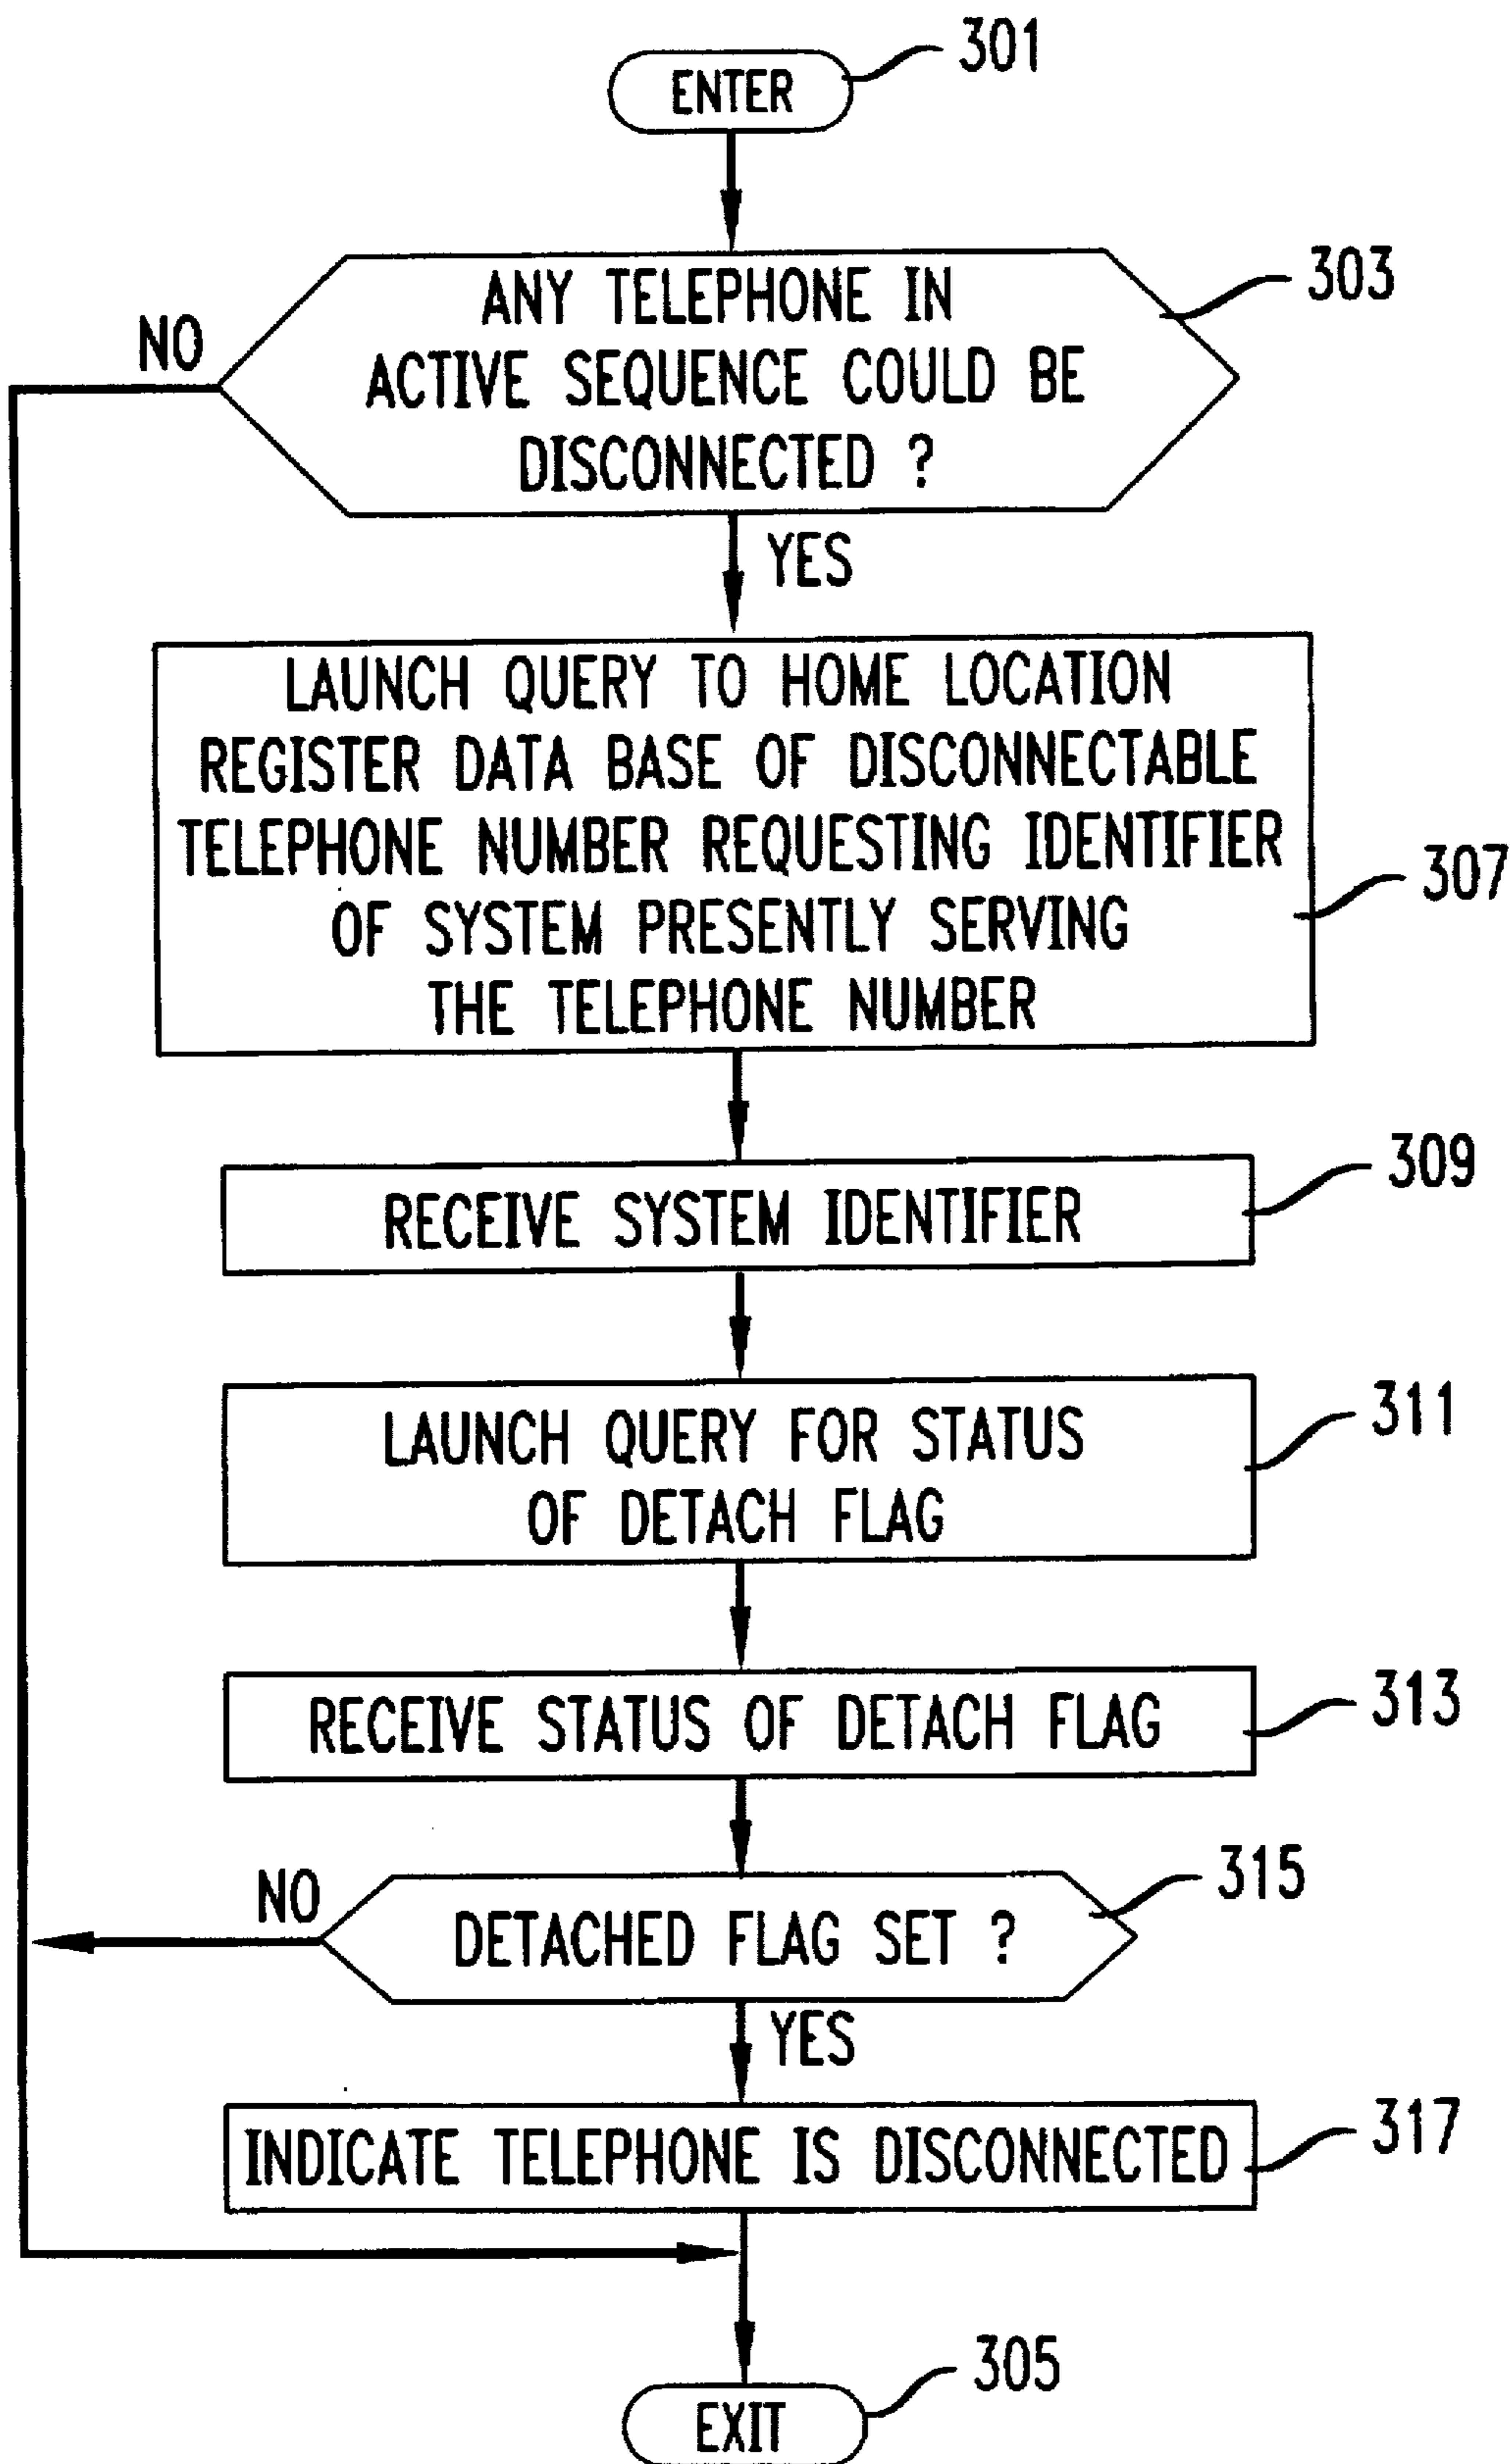 301
ENTER
303
ANY TELEPHONE IN
ACTIVE SEQUENCE COULD BE
DISCONNECTED ?
NO
YES
LAUNCH QUERY TO HOME LOCATION
REGISTER DATA BASE OF DISCONNECTABLE
TELEPHONE NUMBER REQUESTING IDENTIFIER
OF SYSTEM PRESENTLY SERVING
THE TELEPHONE NUMBER
307
309
RECEIVE SYSTEM IDENTIFIER
311
LAUNCH QUERY FOR STATUS
OF DETACH FLAG
313
RECEIVE STATUS OF DETACH FLAG
315
NO
DETACHED FLAG SET ?
YES
317
INDICATE TELEPHONE IS DISCONNECTED
305
EXIT